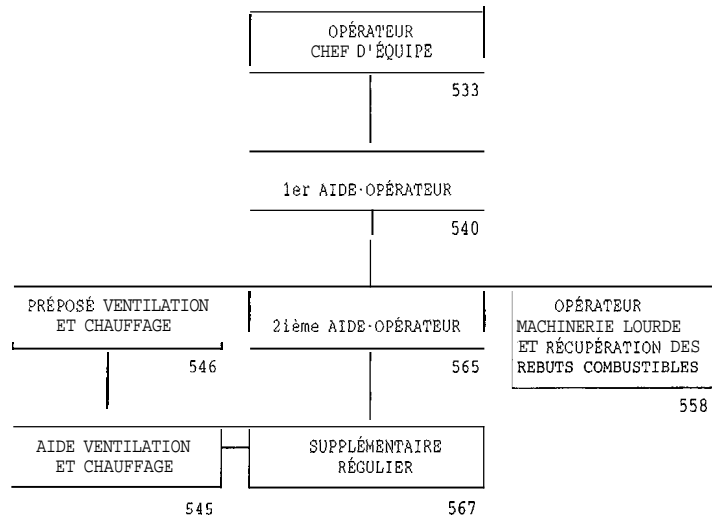 OPÉRATEUR
CHEF D'ÉQUIPE
533
1er AIDE-OPÉRATEUR
540
PRÉPOSÉ VENTILATION
ET CHAUFFAGE
546
2ième AIDE-OPÉRATEUR
565
OPÉRATEUR
MACHINERIE LOURDE
ET RÉCUPÉRATION DES
REBUTS COMBUSTIBLES
558
AIDE VENTILATION
ET CHAUFFAGE
545
SUPPLÉMENTAIRE
RÉGULIER
567